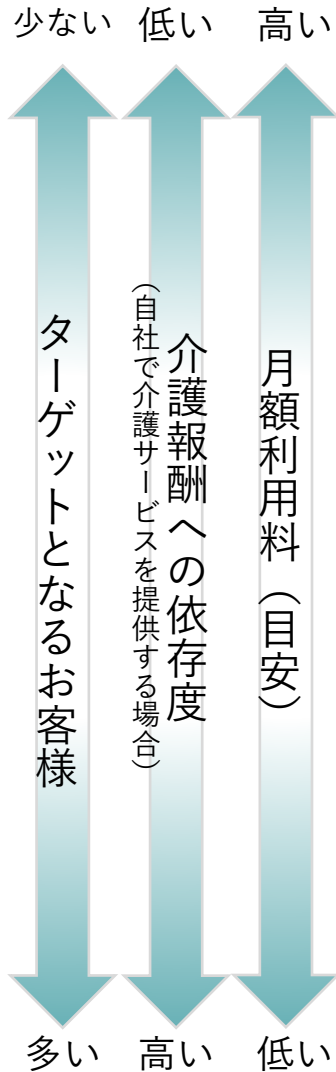 少ない 低い 高い
ターゲットとなるお客様
介護報酬への依存度
（自社で介護サービスを提供する場合）
月額利用料（目安）
多い 高い 低い